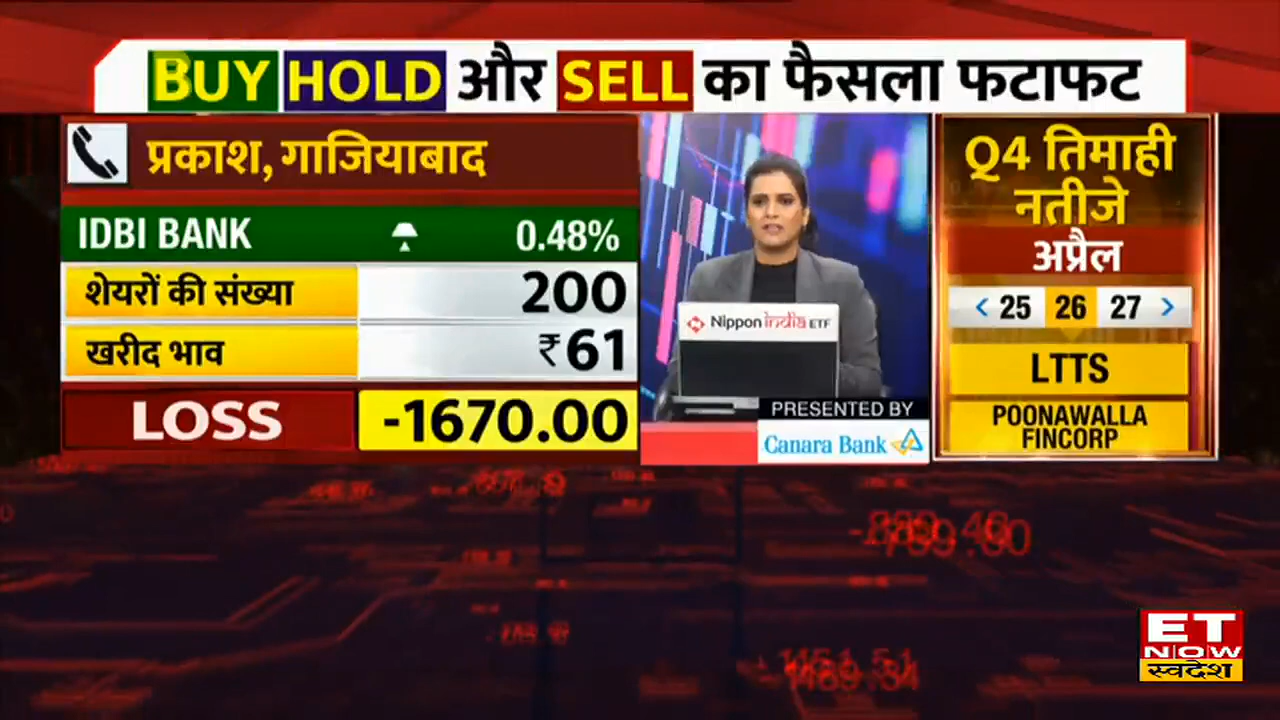 BUY HOLD और SELL का फैसला फटाफट
प्रकाश, गाजियाबाद
IDBI BANK 0.48%
शेयरों की संख्या 200
खरीद भाव ₹61
LOSS -1670.00
Nippon india ETF
PRESENTED BY
Canara Bank
Q4 तिमाही
नतीजे
अप्रैल
< 25 26 27 >
LTTS
POONAWALLA
FINCORP
ET
NOW
स्वदेश